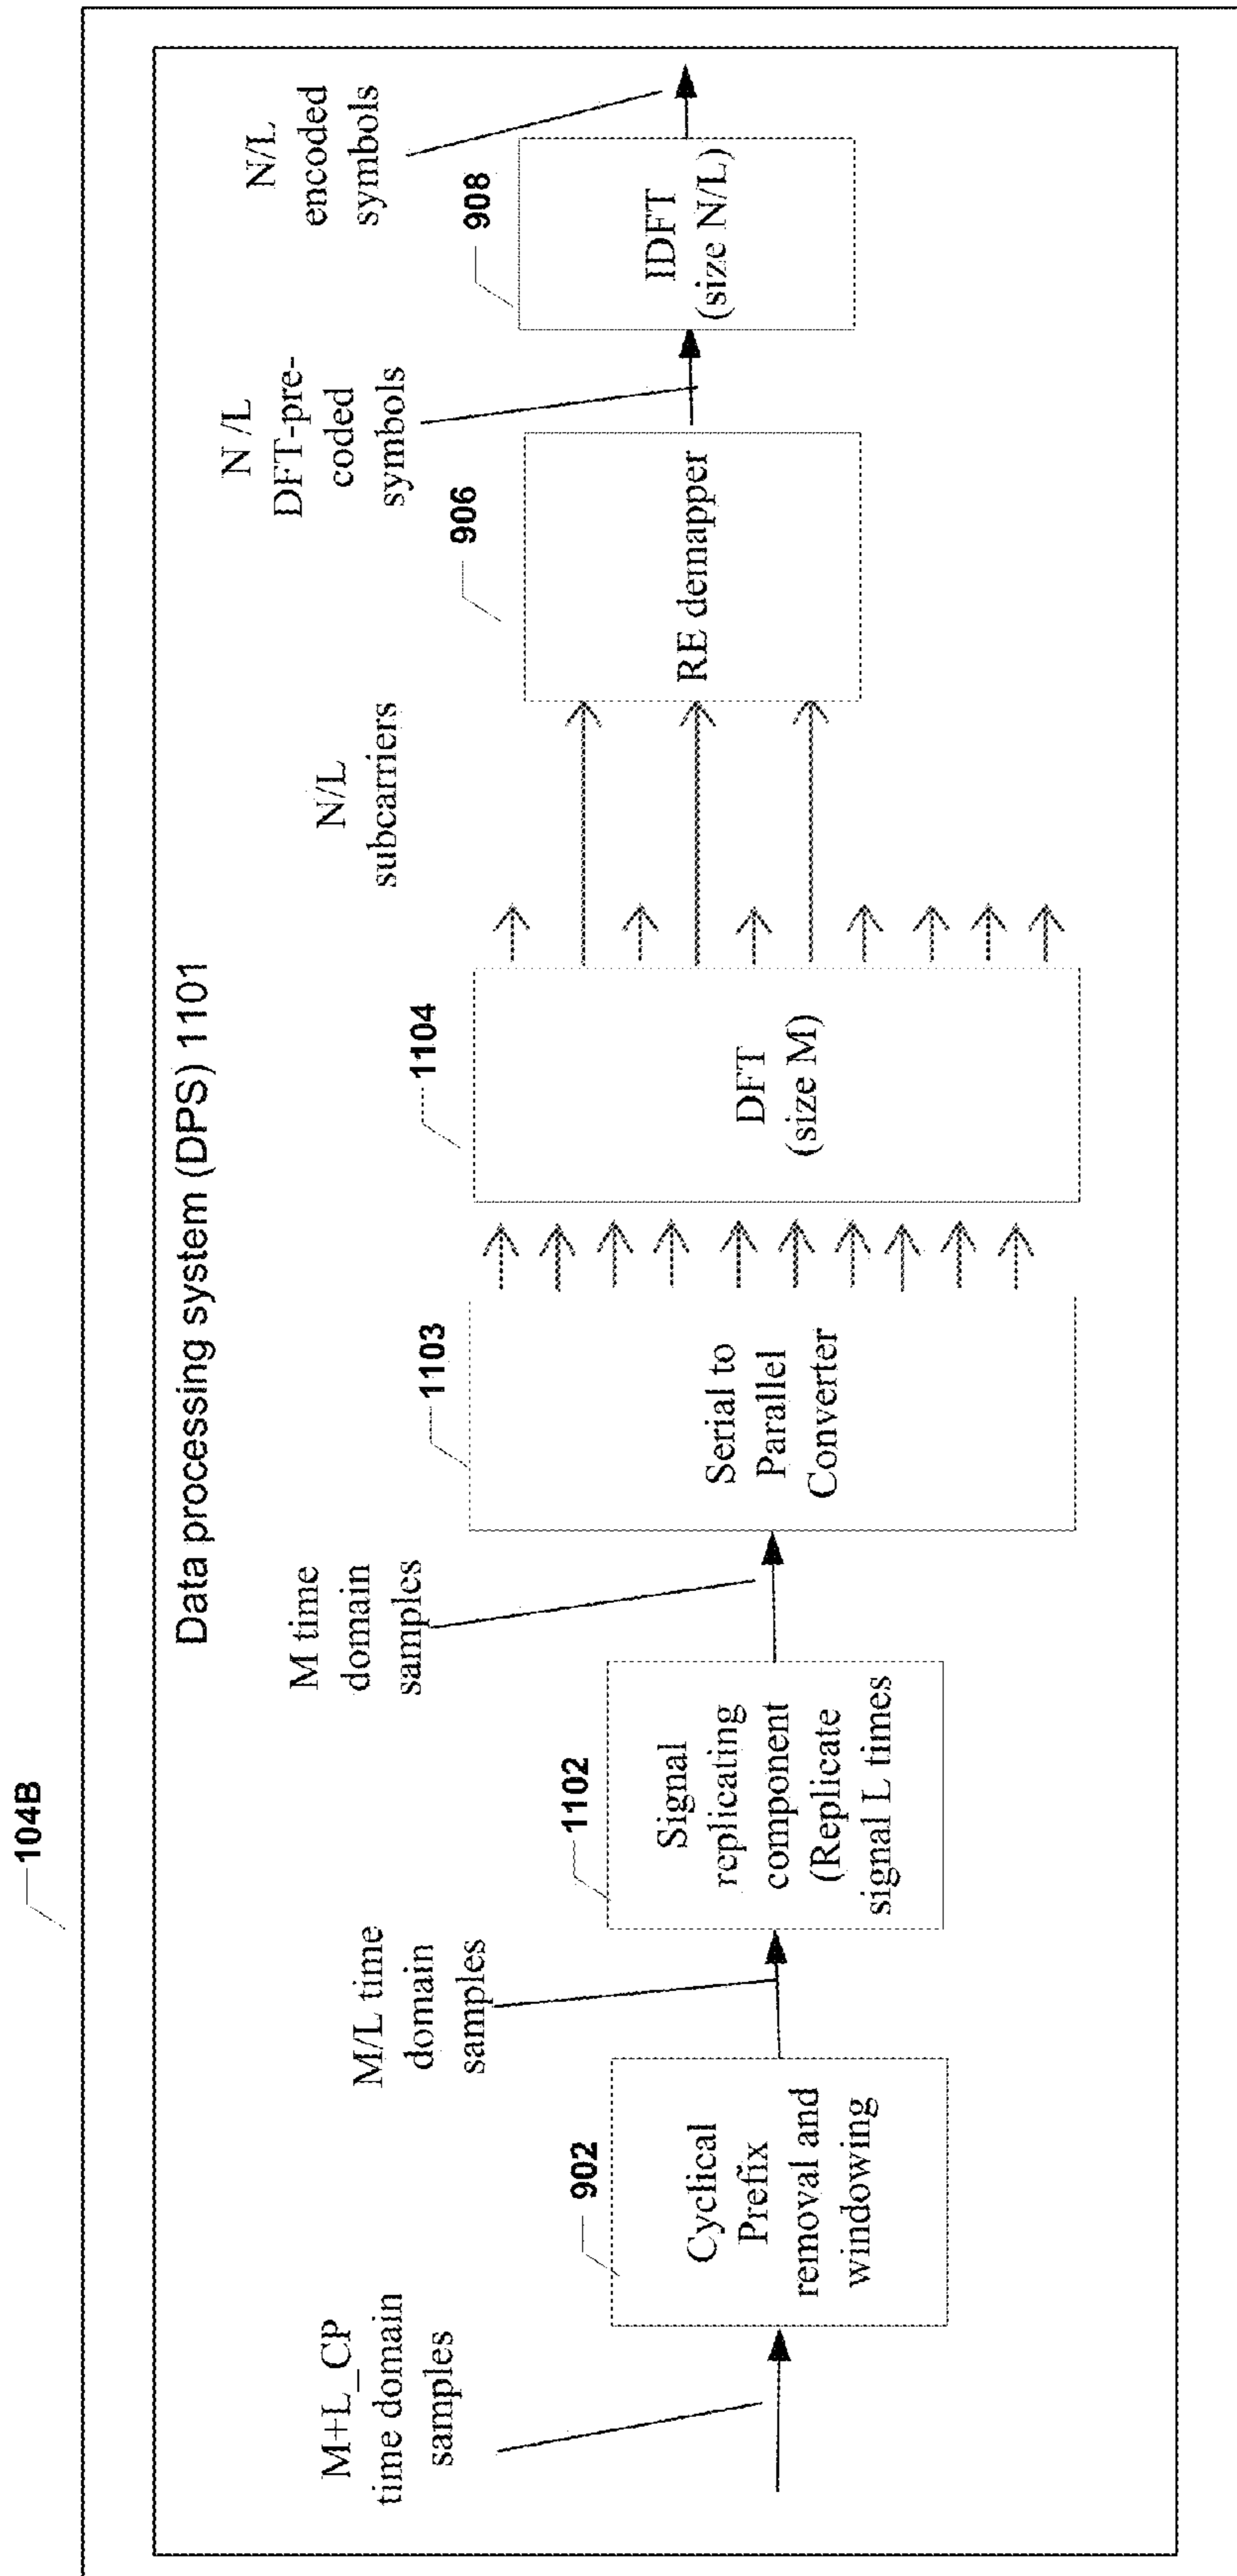 104B
Data processing system (DPS) 1101
M+L_CP
time domain
samples
902
Cyclical
Prefix
removal and
windowing
M/L time
domain
samples
1102
Signal
replicating
component
(Replicate
signal L times
M time
domain
samples
1103
Serial to
Parallel
Converter
1104
DFT
(size M)
N/L
subcarriers
906
RE demapper
N /L
DFT-pre-
coded
symbols
908
IDFT
(size N/L)
N/L
encoded
symbols